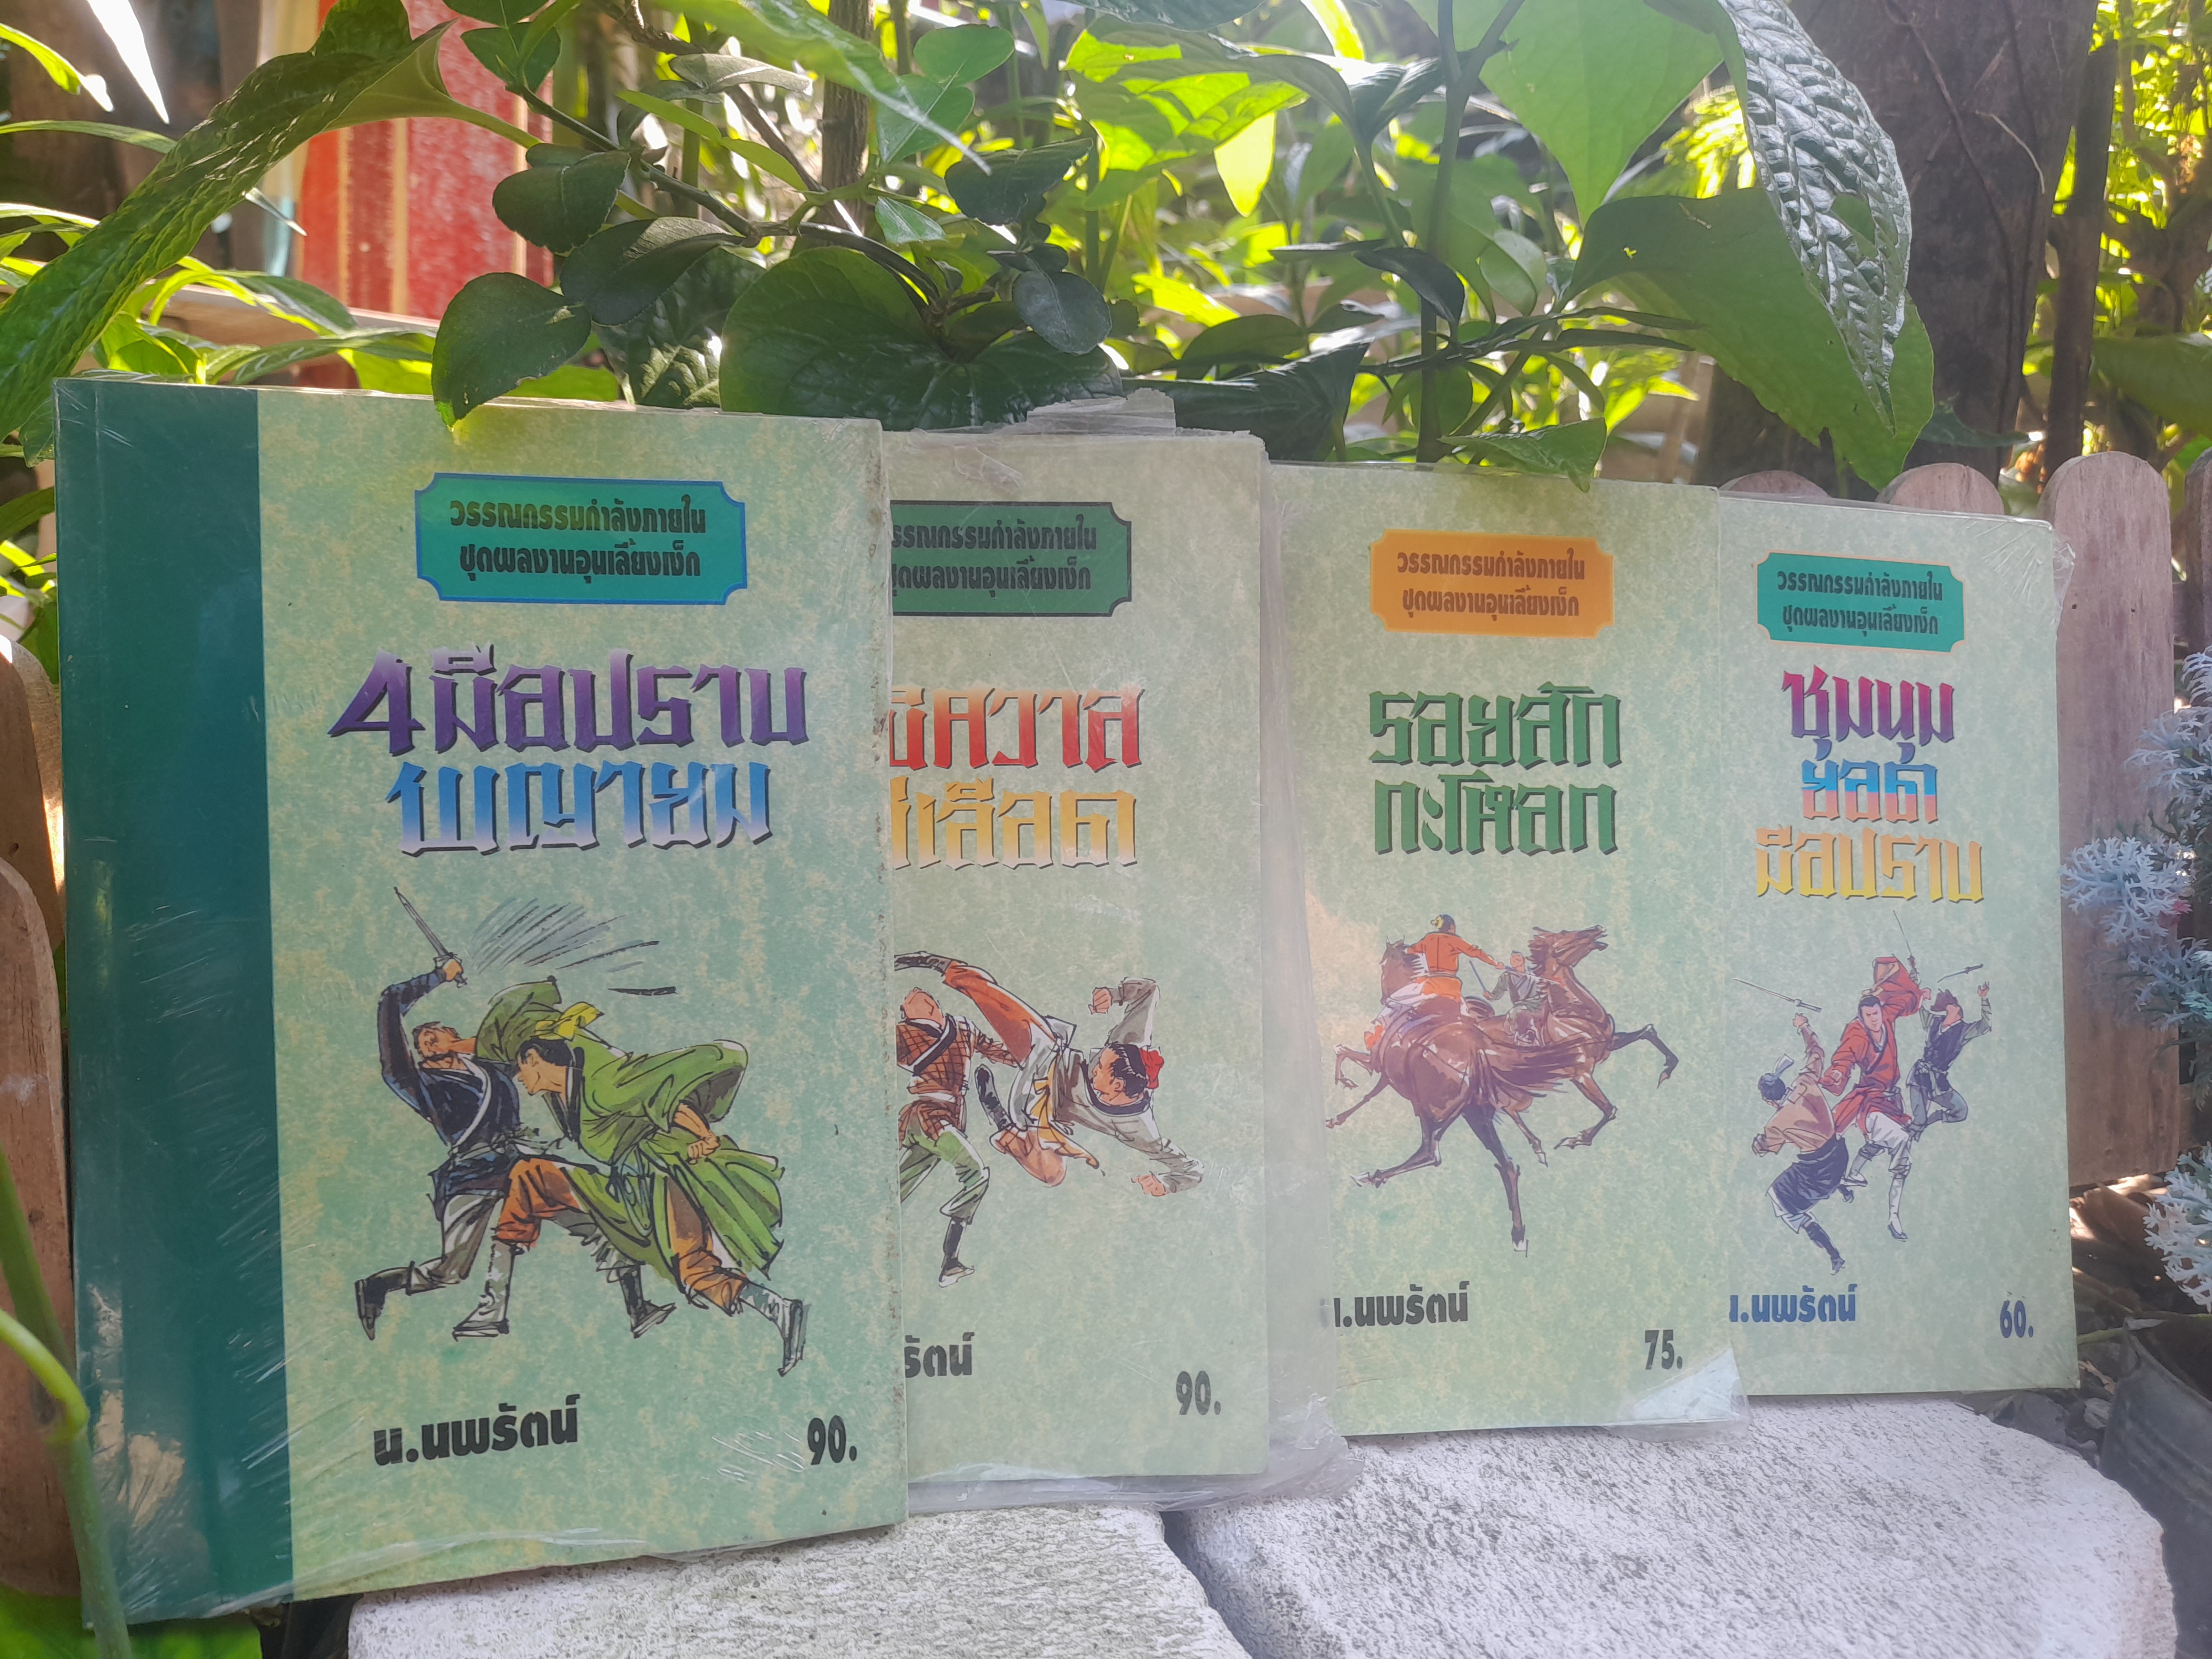 วรรณกรรมกำลังภายใน
ชุดผลงานอุนเลี้ยงเง็ก
4มือปราบ
พญายม
น.นพรัตน์
90.
รรณกรรมกำลังภายใน
ชุดผลงานอุนเลี้ยงเง็ก
เลือด
รัตน์
90.
วรรณกรรมกำลังภายใน
ชุดผลงานอุนเลี้ยงเง็ก
รอยสัก
กะโหลก
น.นพรัตน์
75.
วรรณกรรมกำลังภายใน
ชุดผลงานอุนเลี้ยงเง็ก
ชุมนุม
ยอด
มือปราบ
น.นพรัตน์
60.